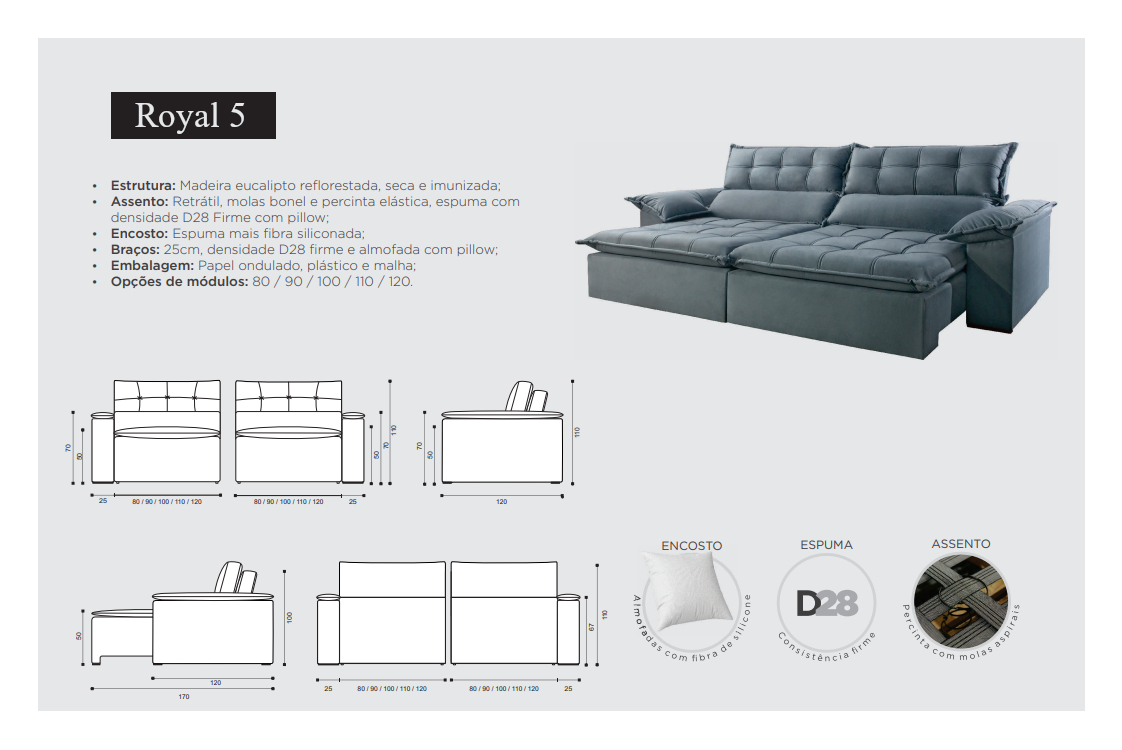 Royal 5
• Estrutura: Madeira eucalipto reflorestada, seca e imunizada;
• Assento: Retrátil, molas bonel e percinta elástica, espuma com
densidade D28 Firme com pillow;
• Encosto: Espuma mais fibra siliconada;
• Braços: 25cm, densidade D28 firme e almofada com pillow;
• Embalagem: Papel ondulado, plástico e malha;
• Opções de módulos: 80 / 90 / 100 / 110 / 120.
70
50
50
70
110
25
80 / 90 / 100 / 110 / 120
80 / 90 / 100 / 110 / 120
25
70
50
110
120
50
100
120
170
67
110
25
80 / 90 / 100 / 110 / 120
80 / 90 / 100 / 110 / 120
25
ENCOSTO
Almofadas com fibra de silicone
ESPUMA
D28
Consistência firme
ASSENTO
Percinta com molas aspirais